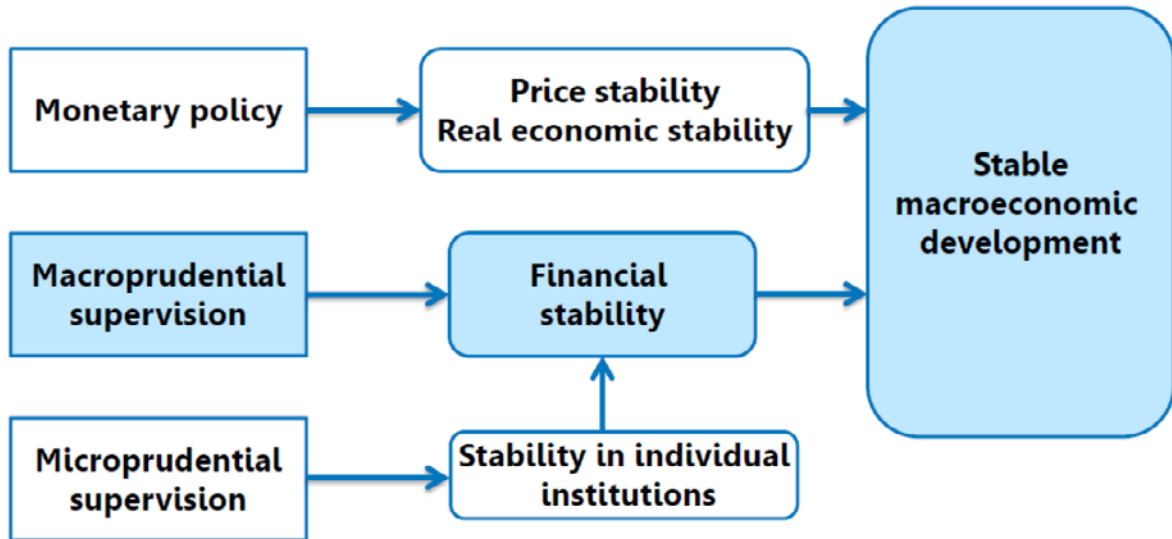 Monetary policy
Price stability
Real economic stability
Stable
macroeconomic
development
Macroprudential
supervision
Financial
stability
Microprudential
supervision
Stability in individual
institutions